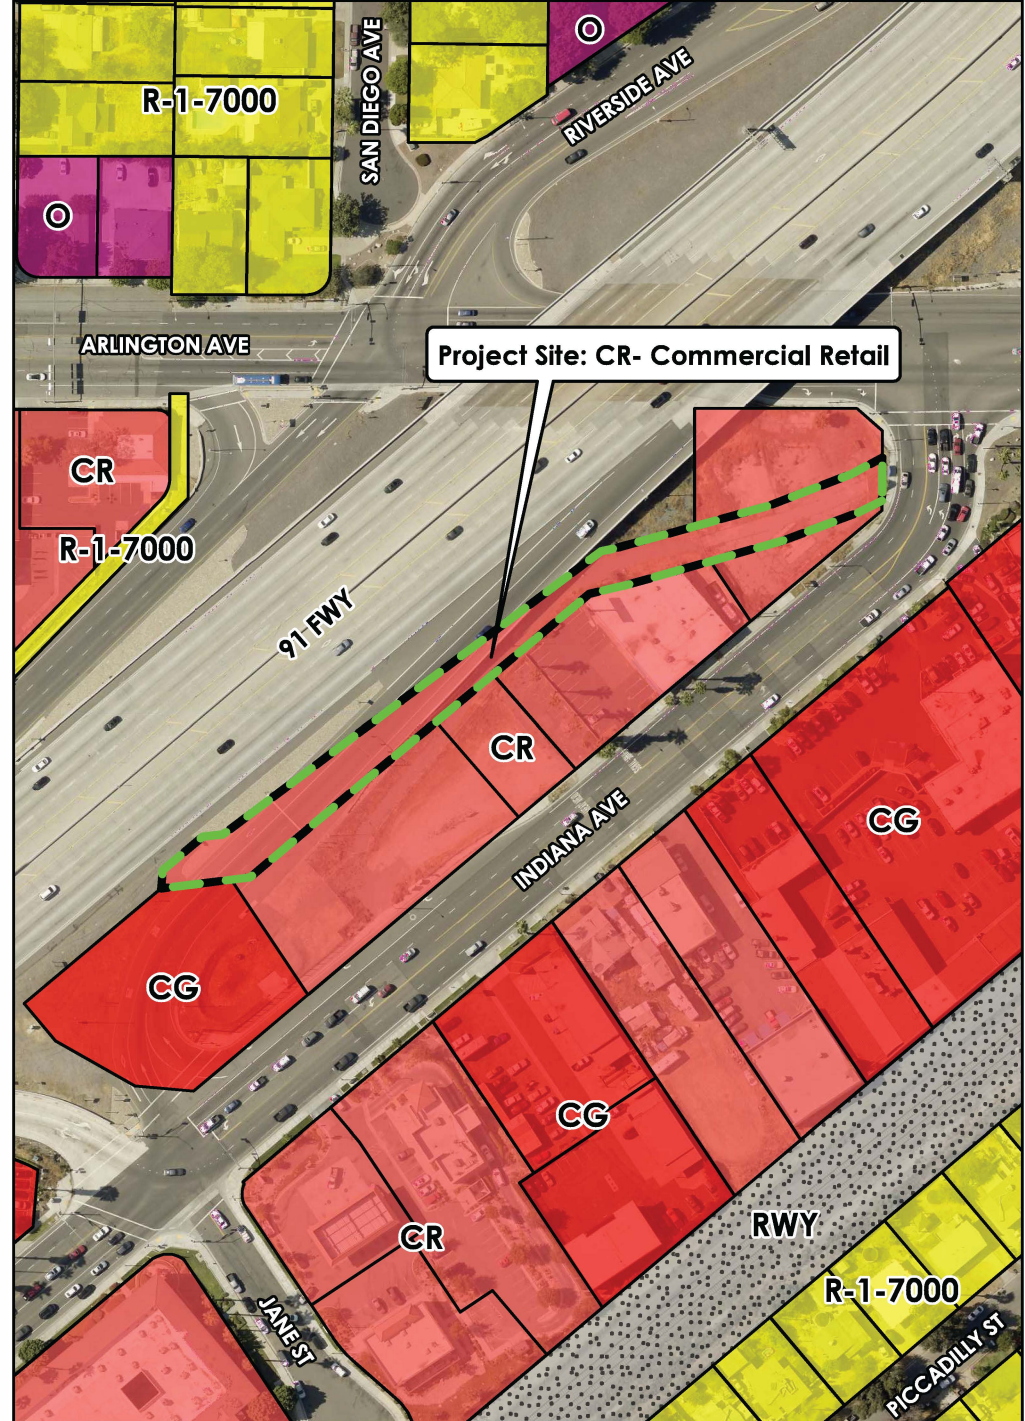 SAN DIEGO AVE
O
RIVERSIDE AVE
R-1-7000
O
ARLINGTON AVE
Project Site: CR- Commercial Retail
CR
R-1-7000
91 FWY
CR
INDIANA AVE
CG
CG
CG
CR
RWY
R-1-7000
JANE ST
PICCADILLY ST